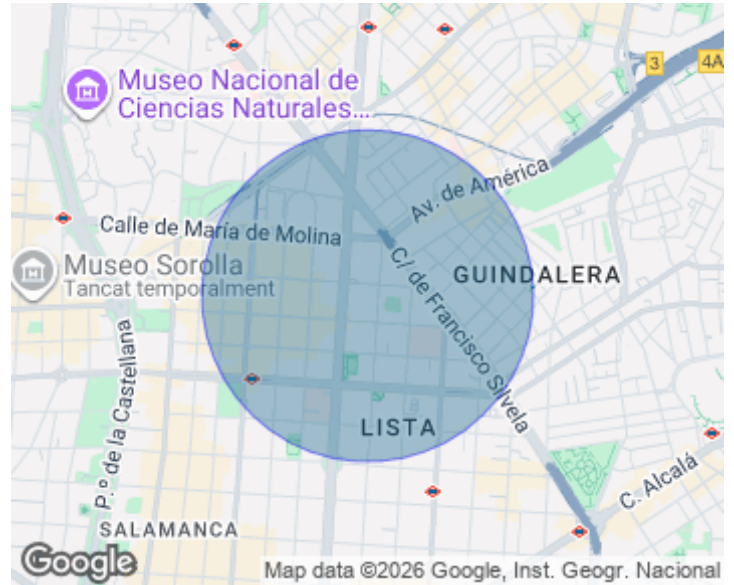 3
4A
Museo Nacional de
Ciencias Naturales...
Av. de América
Calle de María de Molina
Museo Sorolla
Tancat temporalment
C/ de Francisco Silvela
GUINDALERA
P.º de la Castellana
LISTA
C. Alcalá
SALAMANCA
Google
Map data ©2026 Google, Inst. Geogr. Nacional